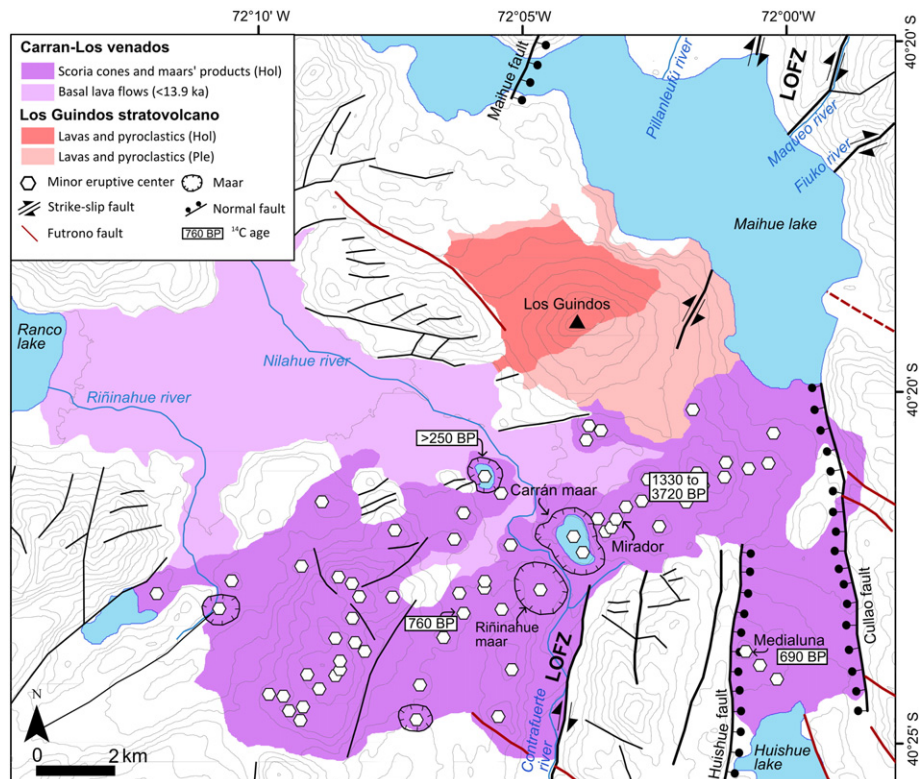 72°10' W
72°05' W
72°00' W
40°20' S
Carran-Los venados
Scoria cones and maars' products (Hol)
Basal lava flows (<13.9 ka)
Los Guindos stratovolcano
Lavas and pyroclastics (Hol)
Lavas and pyroclastics (Ple)
Minor eruptive center
Maar
Strike-slip fault
Normal fault
Futrono fault
760 BP
14C age
Maihue fault
Pillanleufú river
LOFZ
Maqueo river
Fiuko river
Maihue lake
Los Guindos
Ranco
lake
Nilahue river
Riñinahue river
40°20' S
>250 BP
Carrán maar
1330 to
3720 BP
Mirador
760 BP
Riñinahue
maar
LOFZ
Contrafuerte
river
Medialuna
690 BP
Cullao fault
Huishue fault
Huishue
lake
40°25' S
N
0
2 km